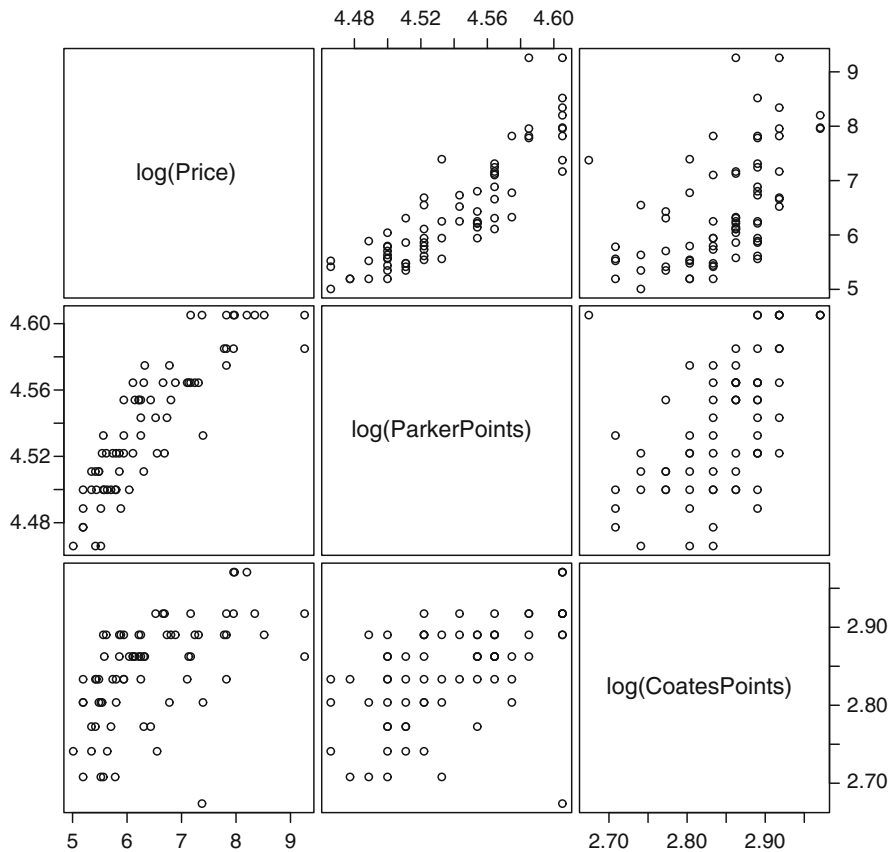 4.48 4.52 4.56 4.60
log(Price)
9
8
7
6
5
4.60
4.56
4.52
4.48
log(ParkerPoints)
log(CoatesPoints)
2.90
2.80
2.70
5 6 7 8 9
2.70 2.80 2.90